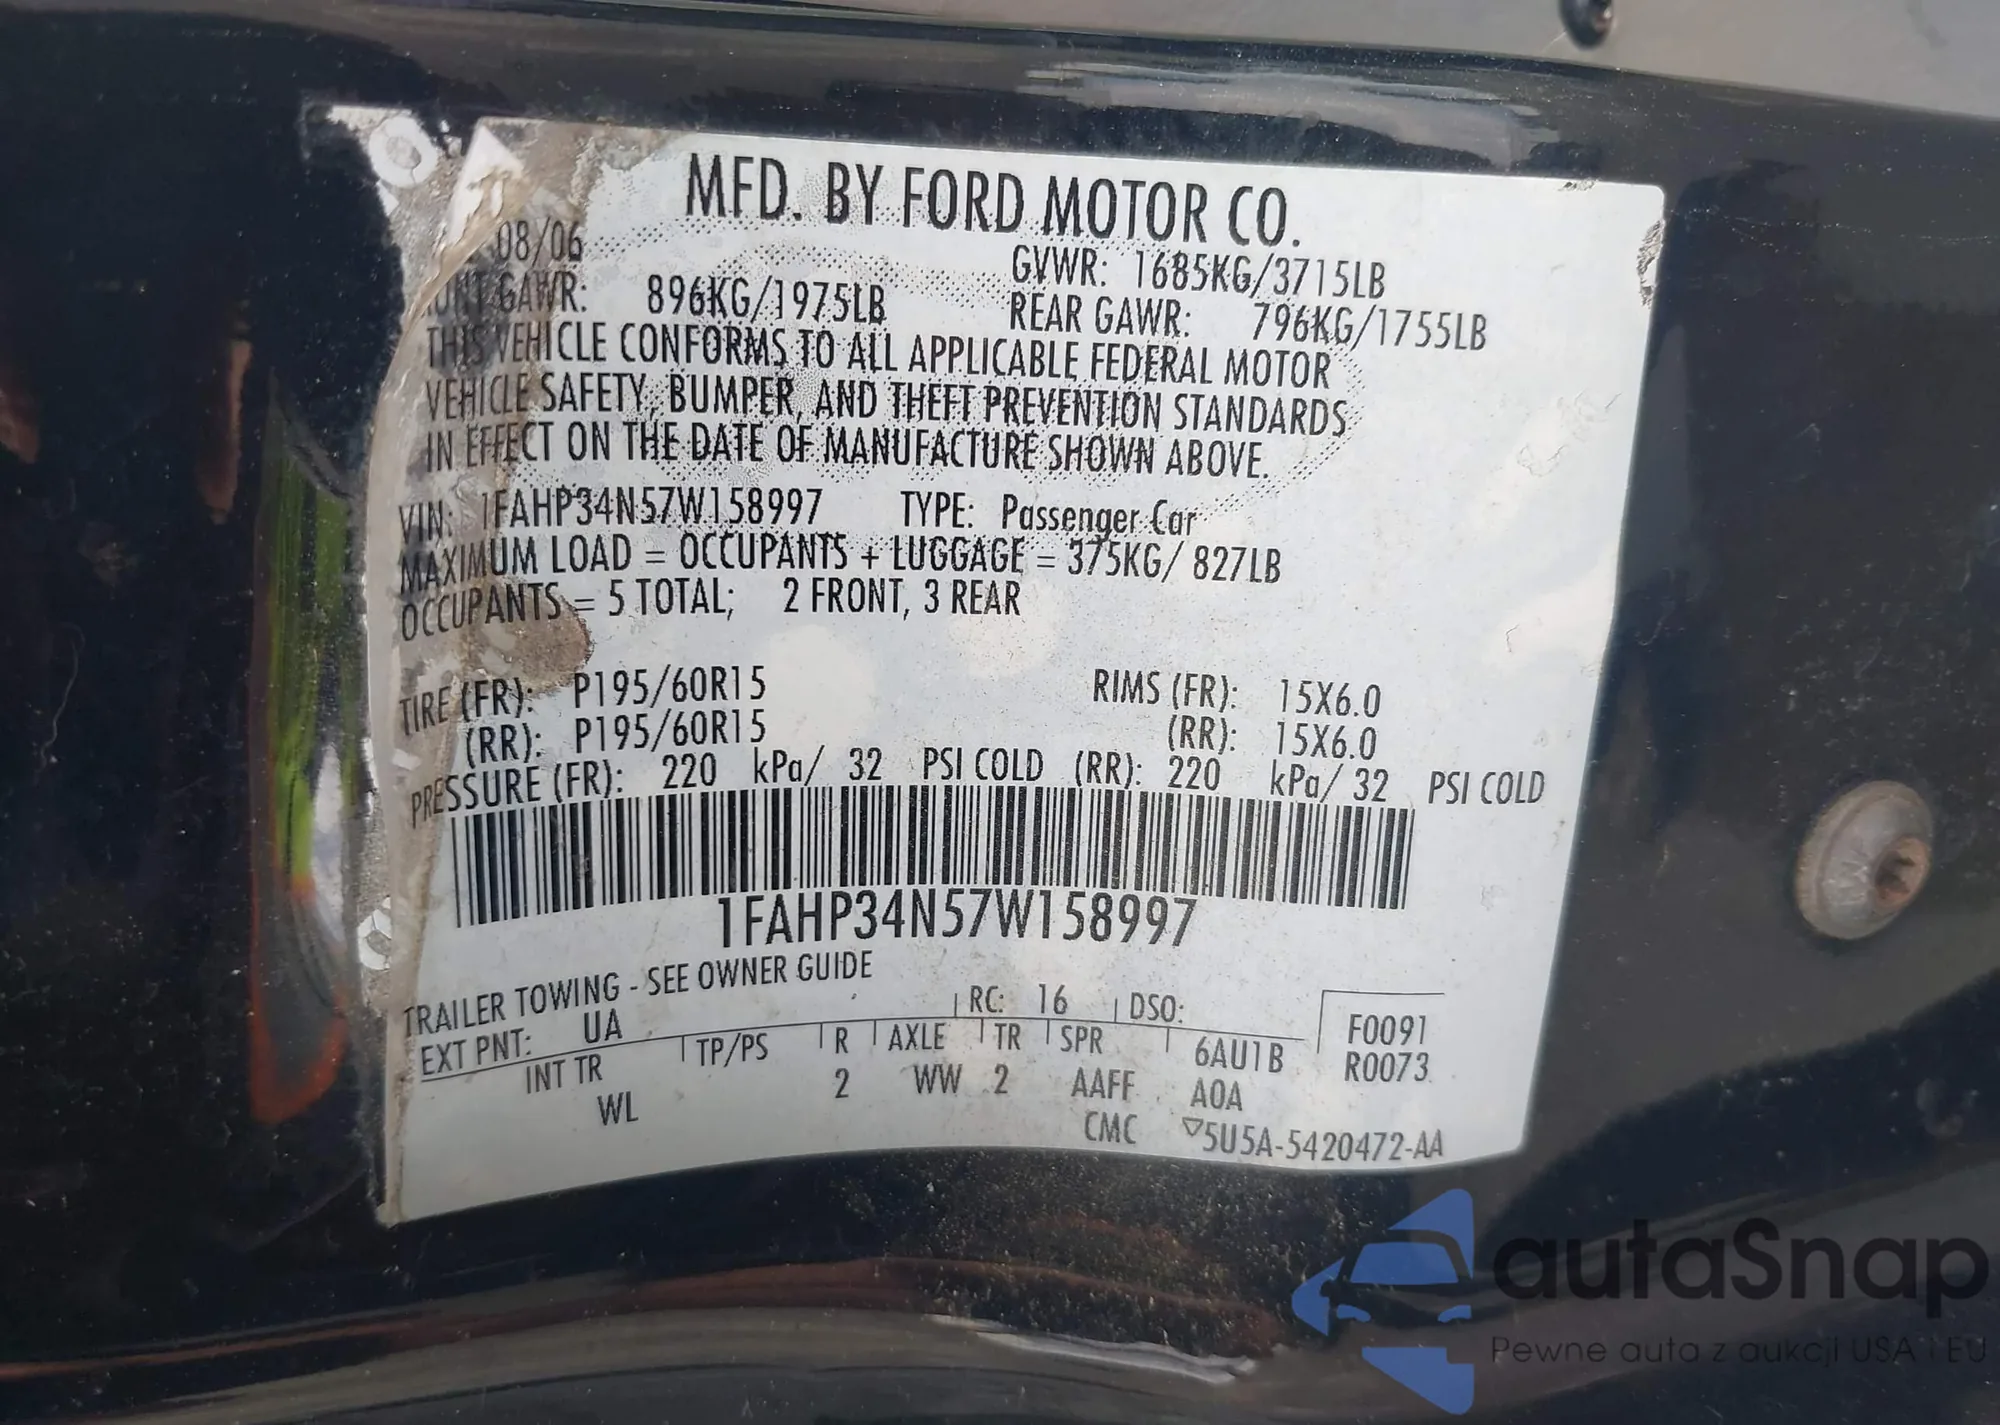 MFD. BY FORD MOTOR CO.
08/06 GVWR: 1685KG/3715LB
GAWR: 896KG/1975LB REAR GAWR: 796KG/1755LB
THIS VEHICLE CONFORMS TO ALL APPLICABLE FEDERAL MOTOR
VEHICLE SAFETY, BUMPER, AND THEFT PREVENTION STANDARDS
IN EFFECT ON THE DATE OF MANUFACTURE SHOWN ABOVE.
VIN: 1FAHP34N57W158997 TYPE: Passenger Car
MAXIMUM LOAD = OCCUPANTS + LUGGAGE = 375KG/ 827LB
OCCUPANTS = 5 TOTAL; 2 FRONT, 3 REAR
TIRE (FR): P195/60R15 RIMS (FR): 15X6.0
(RR): P195/60R15 (RR): 15X6.0
PRESSURE (FR): 220 kPa/ 32 PSI COLD (RR): 220 kPa/ 32 PSI COLD
1FAHP34N57W158997
TRAILER TOWING - SEE OWNER GUIDE
EXT PNT: UA RC: 16 DSO: F0091
INT TR TP/PS R AXLE TR SPR 6AU1B R0073
WL 2 WW 2 AAFF A0A
CMC ▽5U5A-5420472-AA
autaSnap
Pewne auta z aukcji USA i EU